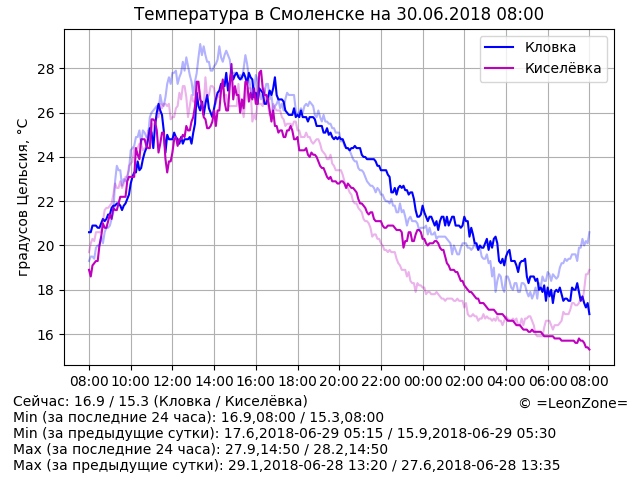 Температура в Смоленске на 30.06.2018 08:00
градусов Цельсия, °C
28
26
24
22
20
18
16
Кловка
Киселёвка
08:00 10:00 12:00 14:00 16:00 18:00 20:00 22:00 00:00 02:00 04:00 06:00 08:00
Сейчас: 16.9 / 15.3 (Кловка / Киселёвка)
© =LeonZone=
Min (за последние 24 часа): 16.9,08:00 / 15.3,08:00
Min (за предыдущие сутки): 17.6,2018-06-29 05:15 / 15.9,2018-06-29 05:30
Max (за последние 24 часа): 27.9,14:50 / 28.2,14:50
Max (за предыдущие сутки): 29.1,2018-06-28 13:20 / 27.6,2018-06-28 13:35